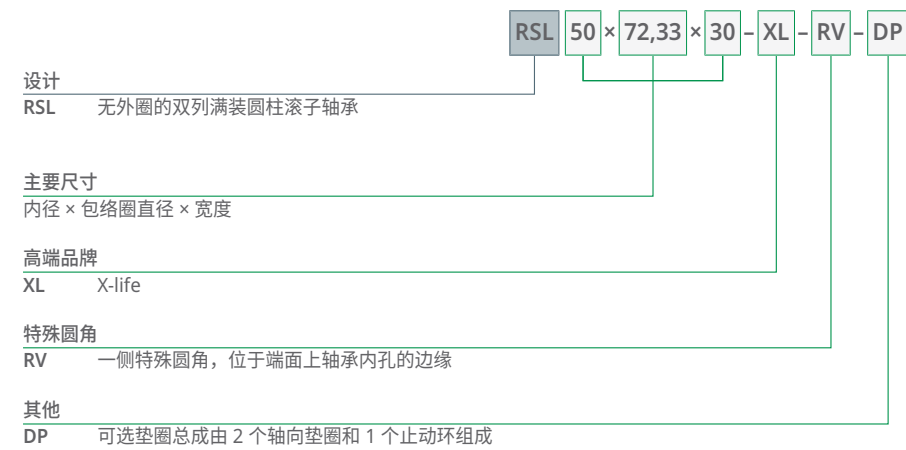 RSL 50 × 72,33 × 30 – XL – RV – DP
设计
RSL 无外圈的双列满装圆柱滚子轴承
主要尺寸
内径 × 包络圈直径 × 宽度
高端品牌
XL X-life
特殊圆角
RV 一侧特殊圆角，位于端面上轴承内孔的边缘
其他
DP 可选垫圈总成由 2 个轴向垫圈和 1 个止动环组成